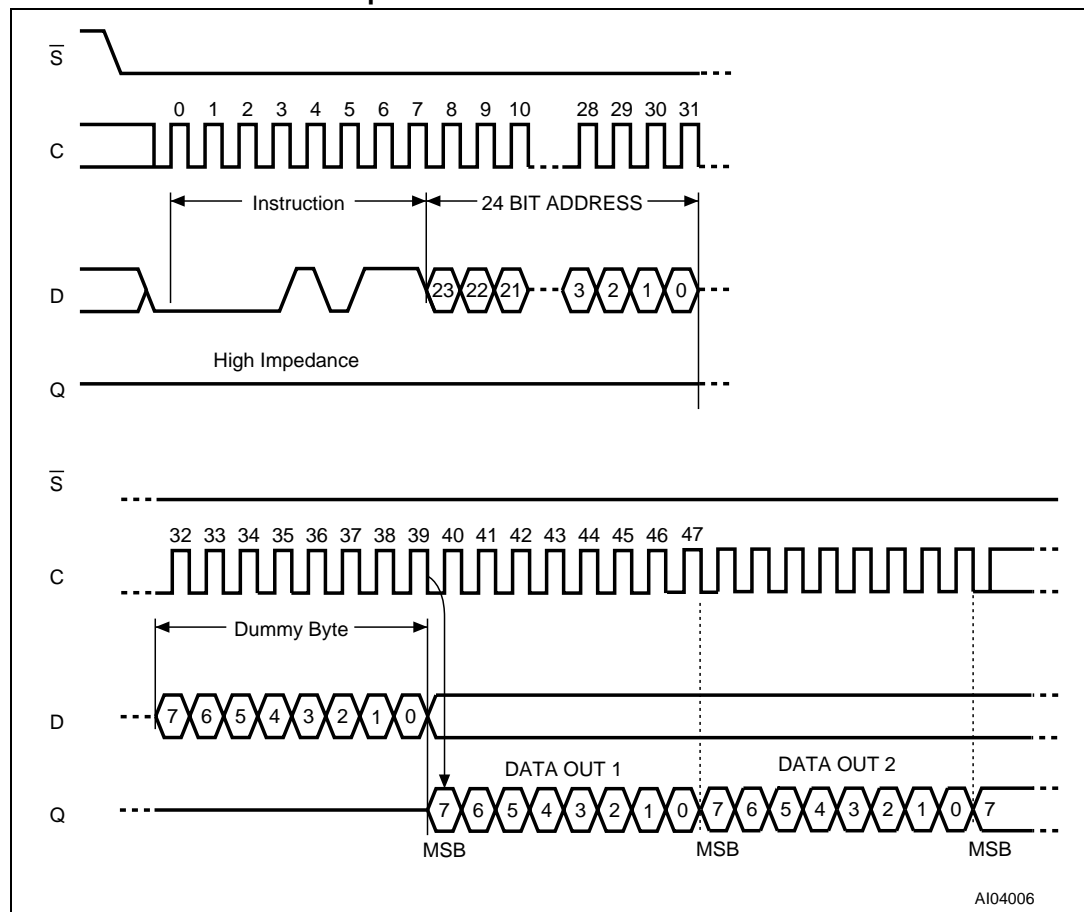 S
0 1 2 3 4 5 6 7 8 9 10 28 29 30 31
C
Instruction 24 BIT ADDRESS
D 23 22 21 3 2 1 0
High Impedance
Q
S
32 33 34 35 36 37 38 39 40 41 42 43 44 45 46 47
C
Dummy Byte
D 7 6 5 4 3 2 1 0
DATA OUT 1 DATA OUT 2
Q 7 6 5 4 3 2 1 0 7 6 5 4 3 2 1 0 7
MSB MSB MSB
AI04006